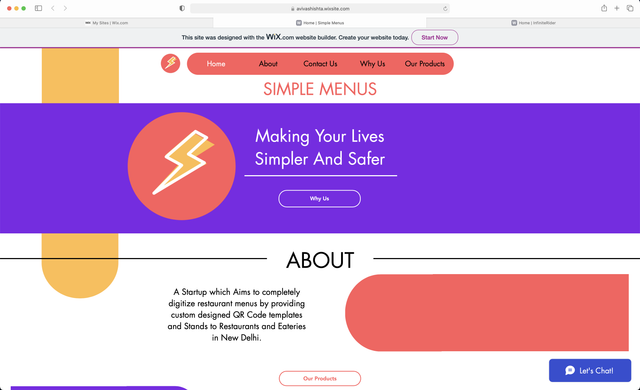 avivashishta.wixsite.com
My Sites | Wix.com
Home | Simple Menus
Home | InfiniteRider
This site was designed with the WiX.com website builder. Create your website today. Start Now
Home About Contact Us Why Us Our Products
SIMPLE MENUS
Making Your Lives
Simpler And Safer
Why Us
ABOUT
A Startup which Aims to completely
digitize restaurant menus by providing
custom designed QR Code templates
and Stands to Restaurants and Eateries
in New Delhi.
Our Products
Let's Chat!